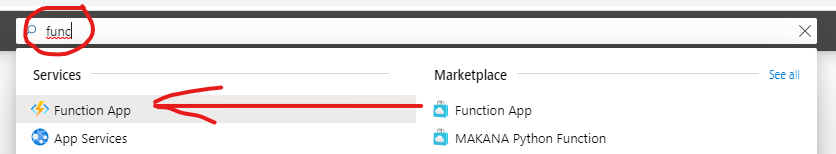 func
Services
Marketplace
See all
Function App
Function App
App Services
MAKANA Python Function